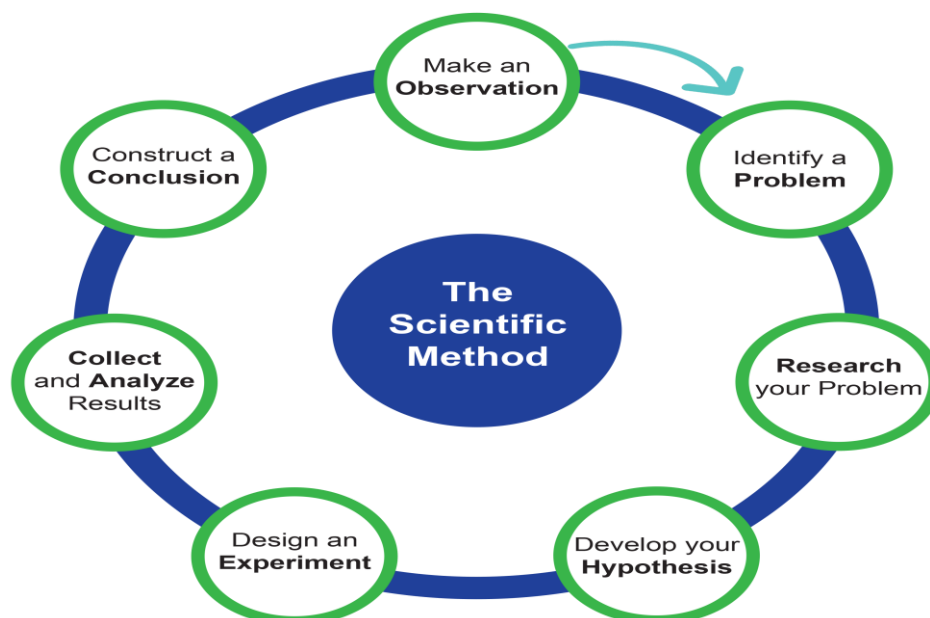 Make an
Observation
Identify a
Problem
Research
your Problem
Develop your
Hypothesis
Design an
Experiment
Collect
and Analyze
Results
Construct a
Conclusion
The
Scientific
Method